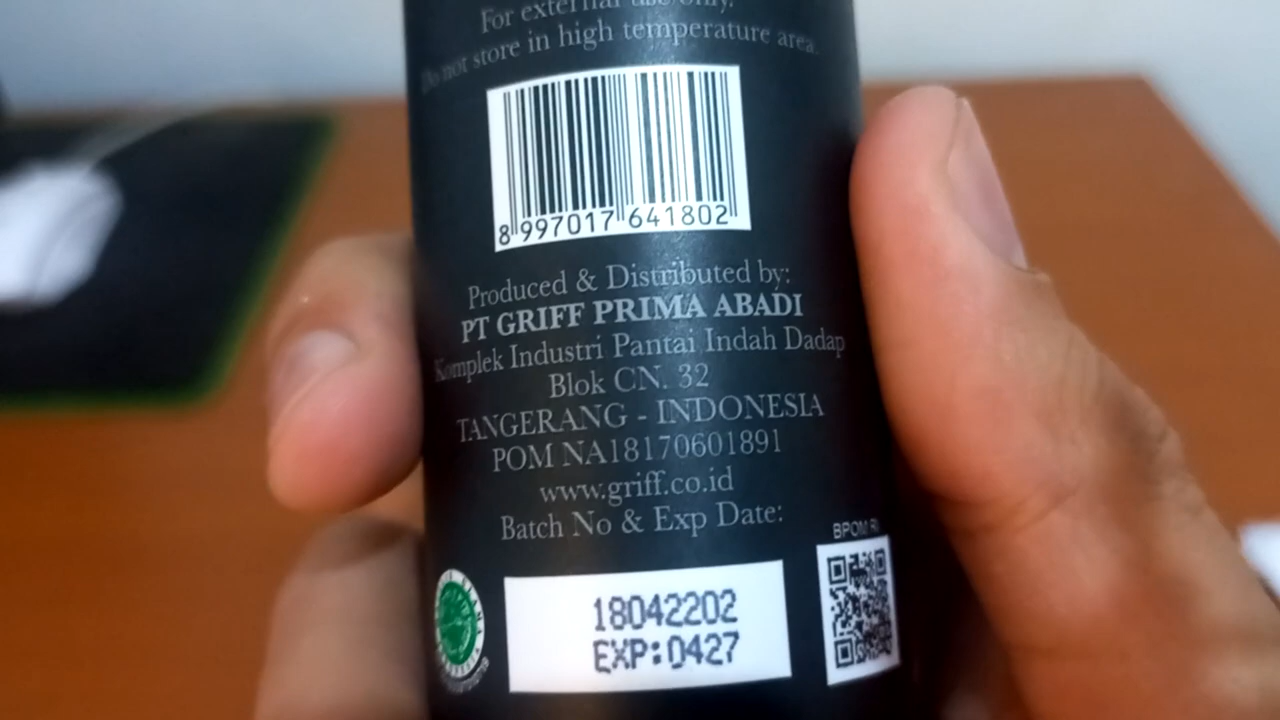 For external use only.
Do not store in high temperature area.
8 997017 641802
Produced & Distributed by:
PT GRIFF PRIMA ABADI
Komplek Industri Pantai Indah Dadap
Blok CN. 32
TANGERANG - INDONESIA
POM NA18170601891
www.griff.co.id
Batch No & Exp Date:
BPOM RI
18042202
EXP:0427